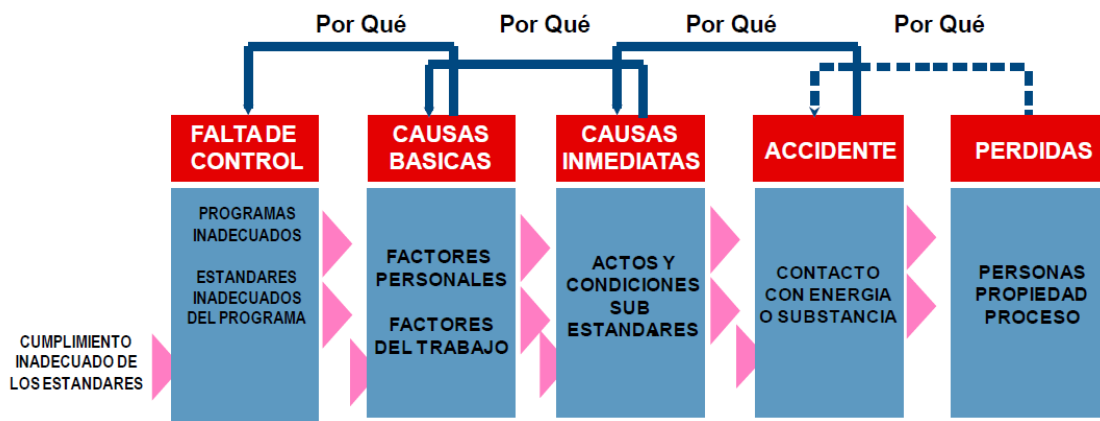 Por Qué
Por Qué
Por Qué
Por Qué
FALTA DE
CONTROL
CAUSAS
BASICAS
CAUSAS
INMEDIATAS
ACCIDENTE
PERDIDAS
PROGRAMAS
INADECUADOS
ESTANDARES
INADECUADOS
DEL PROGRAMA
CUMPLIMIENTO
INADECUADO DE
LOS ESTANDARES
FACTORES
PERSONALES
FACTORES
DEL TRABAJO
ACTOS Y
CONDICIONES
SUB
ESTANDARES
CONTACTO
CON ENERGIA
O SUBSTANCIA
PERSONAS
PROPIEDAD
PROCESO